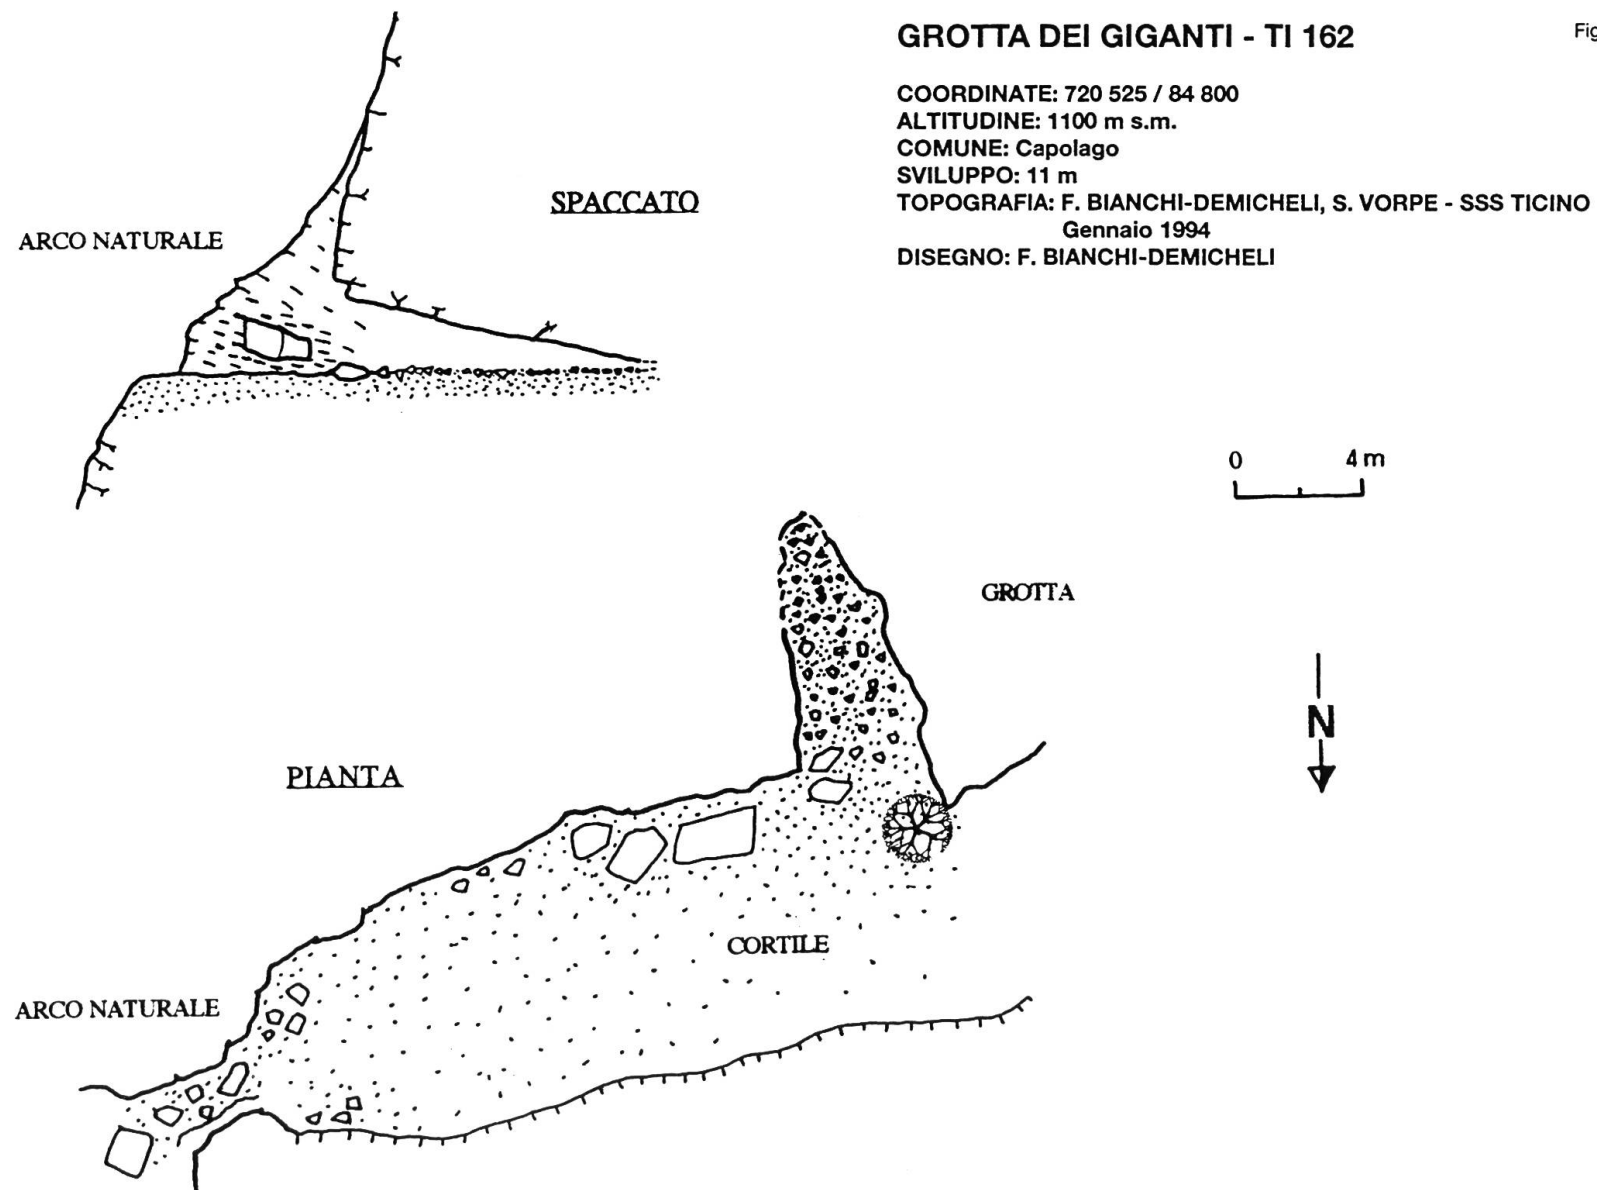 GROTTA DEI GIGANTI - TI 162
Fig
COORDINATE: 720 525 / 84 800
ALTITUDINE: 1100 m s.m.
COMUNE: Capolago
SVILUPPO: 11 m
TOPOGRAFIA: F. BIANCHI-DEMICHELI, S. VORPE - SSS TICINO
Gennaio 1994
DISEGNO: F. BIANCHI-DEMICHELI
SPACCATO
ARCO NATURALE
0 4 m
GROTTA
N
PIANTA
CORTILE
ARCO NATURALE